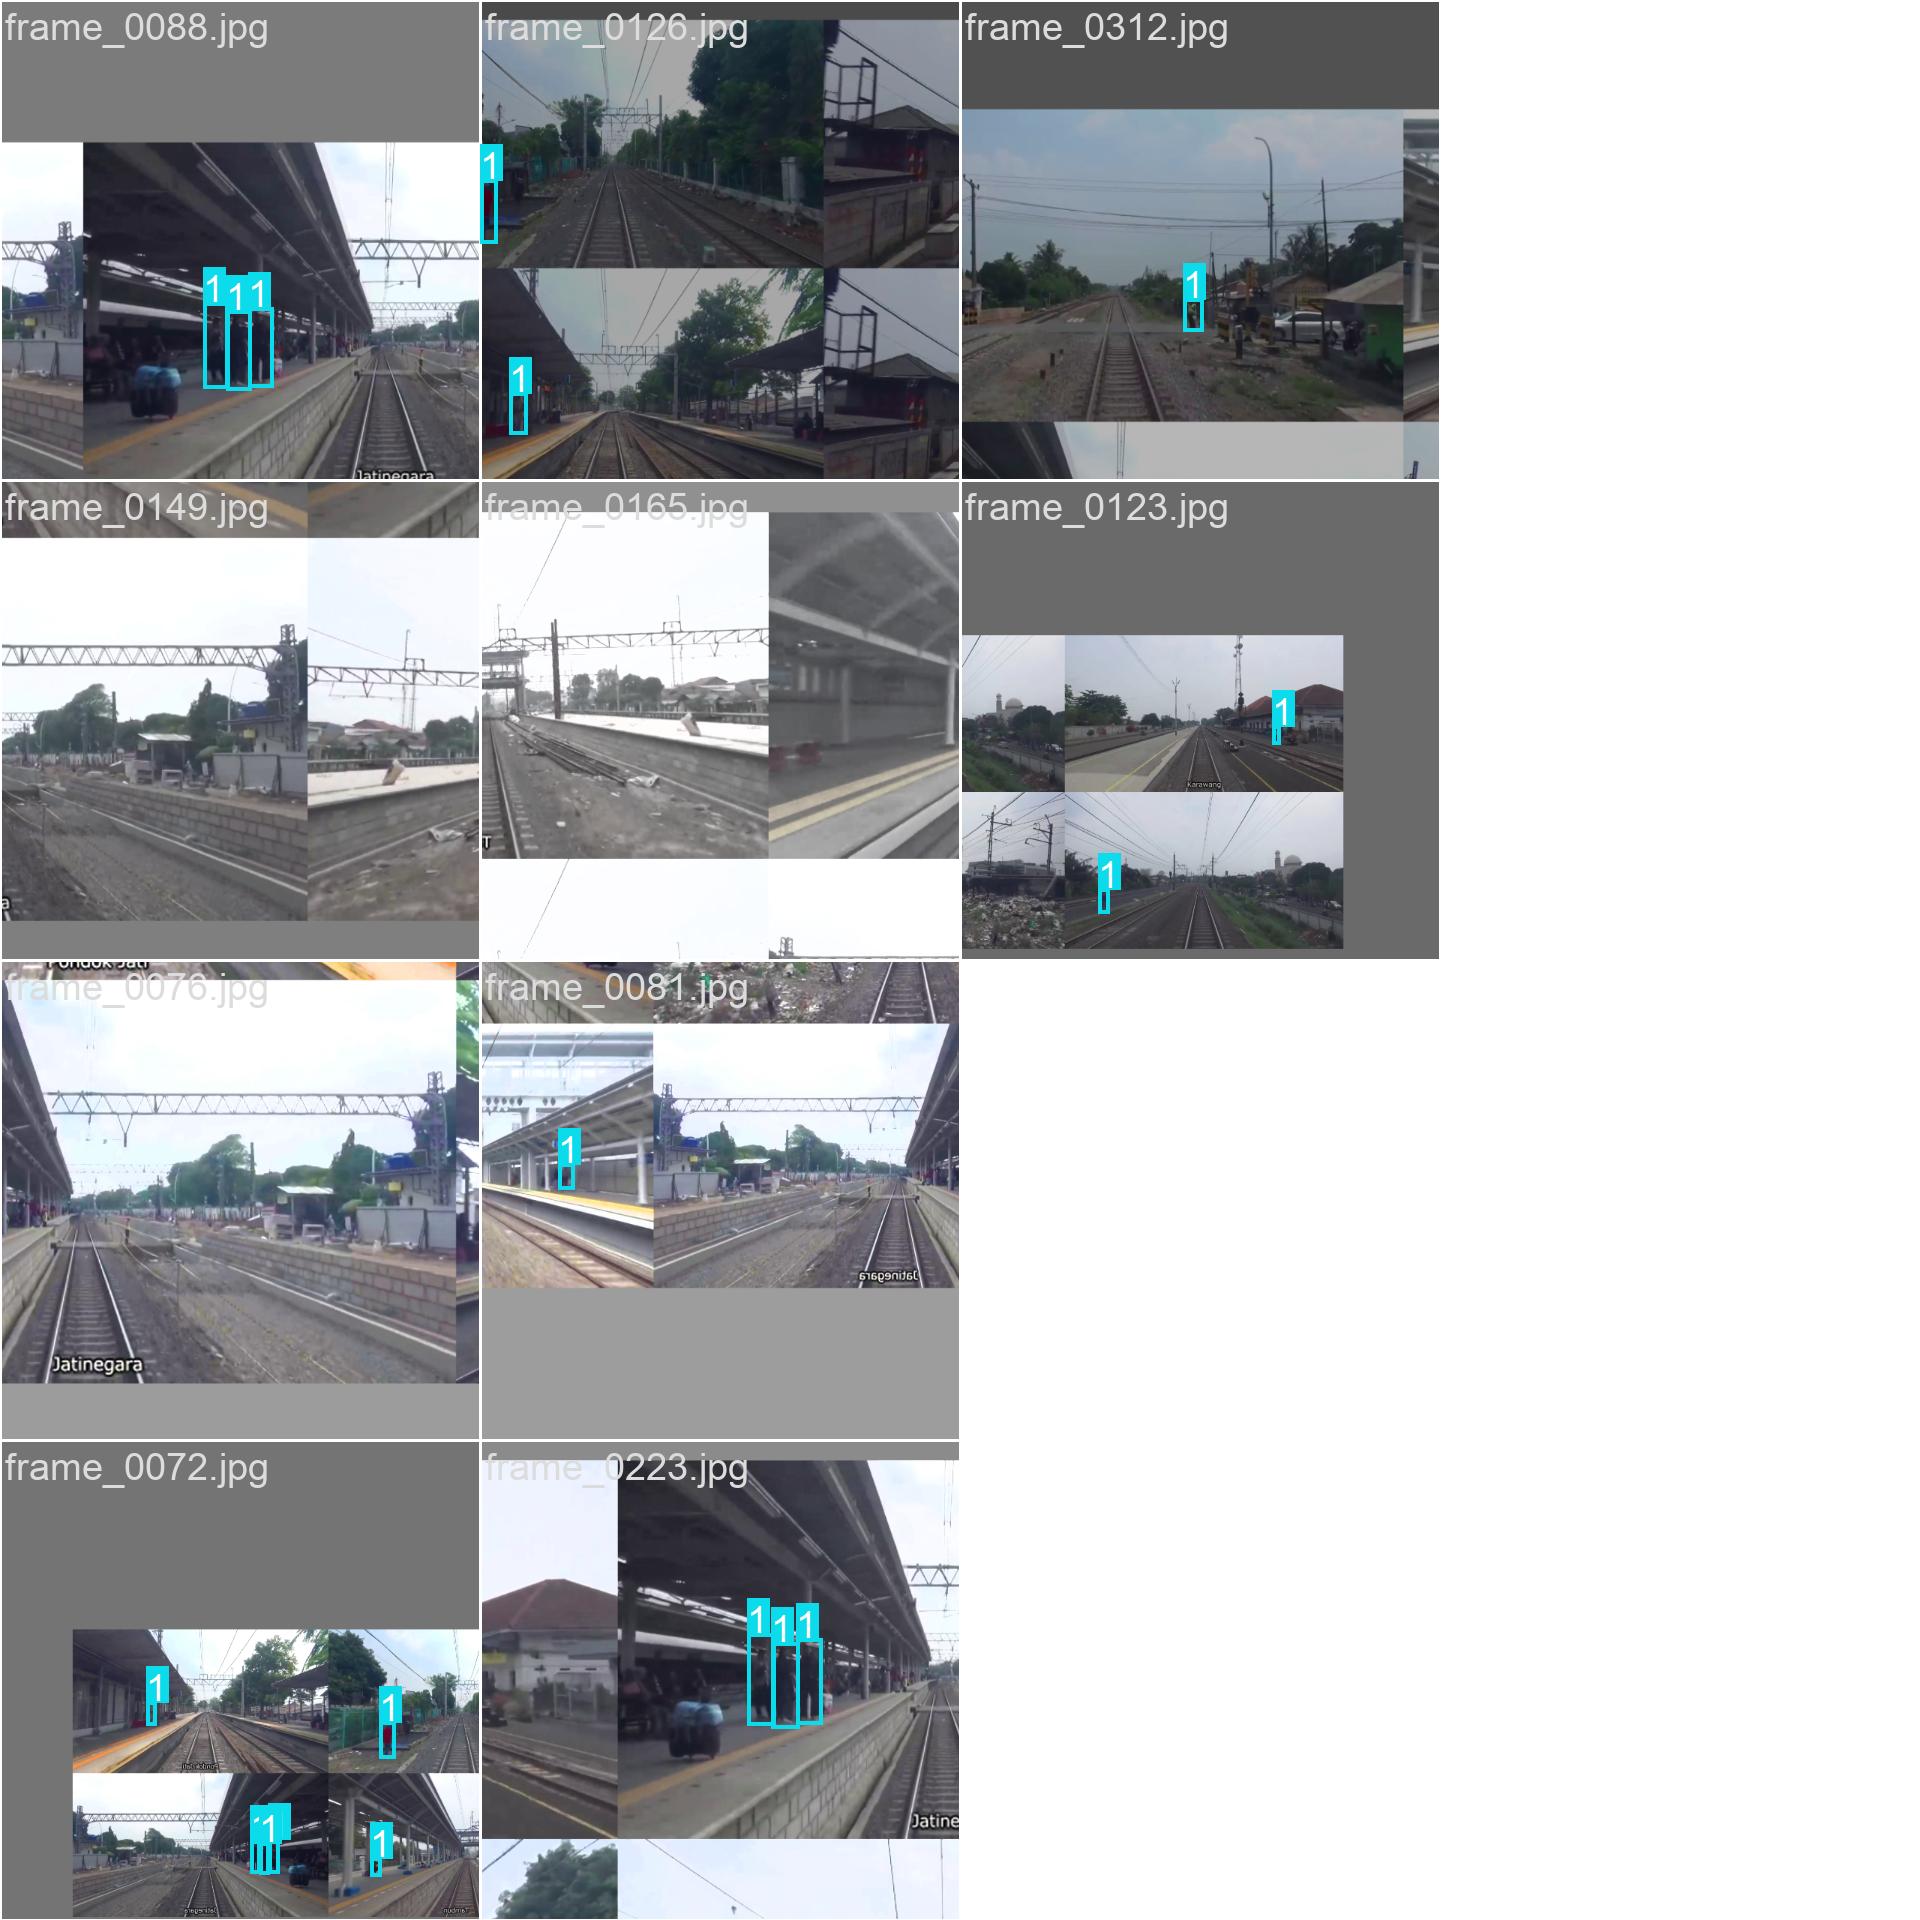 frame_0088.jpg
frame_0126.jpg
frame_0312.jpg
1
1
1 1 1
1
1
Jatinegara
frame_0149.jpg
frame_0165.jpg
frame_0123.jpg
1
Karawang
1
Pondok Jati
frame_0076.jpg
frame_0081.jpg
1
Jatinegara
Jatinegara
frame_0072.jpg
frame_0223.jpg
1 1 1
1
1
1
1
Jatine
Jatinegara